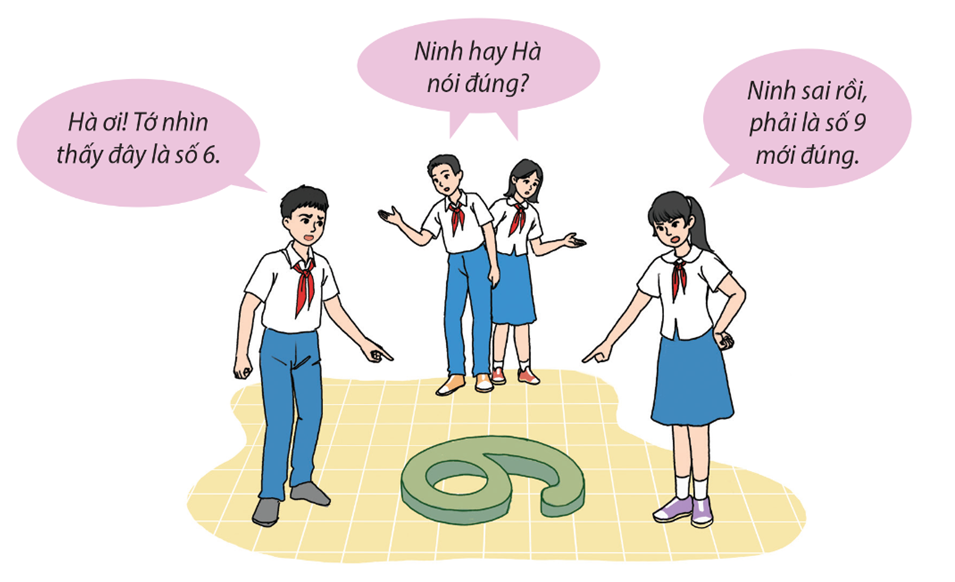 Hà ơi! Tớ nhìn
thấy đây là số 6.
Ninh hay Hà
nói đúng?
Ninh sai rồi,
phải là số 9
mới đúng.